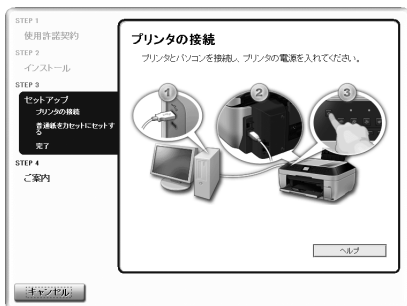 STEP 1
使用許諾契約
STEP 2
インストール
STEP 3
セットアップ
プリンタの接続
普通紙をカセットにセットす
る
完了
STEP 4
ご案内
プリンタの接続
プリンタとパソコンを接続し、プリンタの電源を入れてください。
1
2
3
ヘルプ
キャンセル